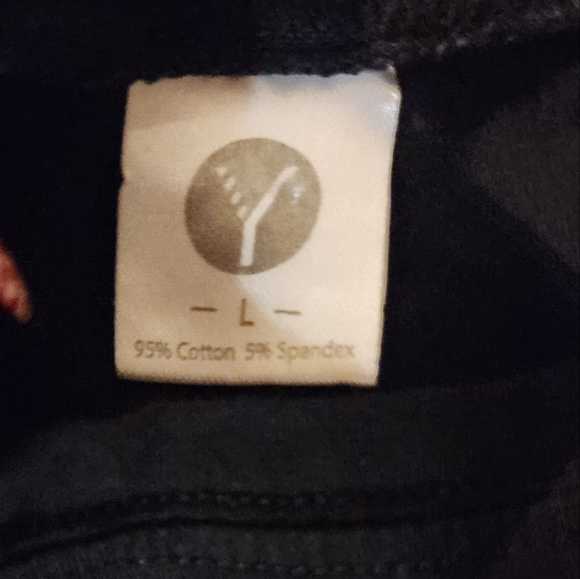 Y
— L —
95% Cotton 5% Spandex